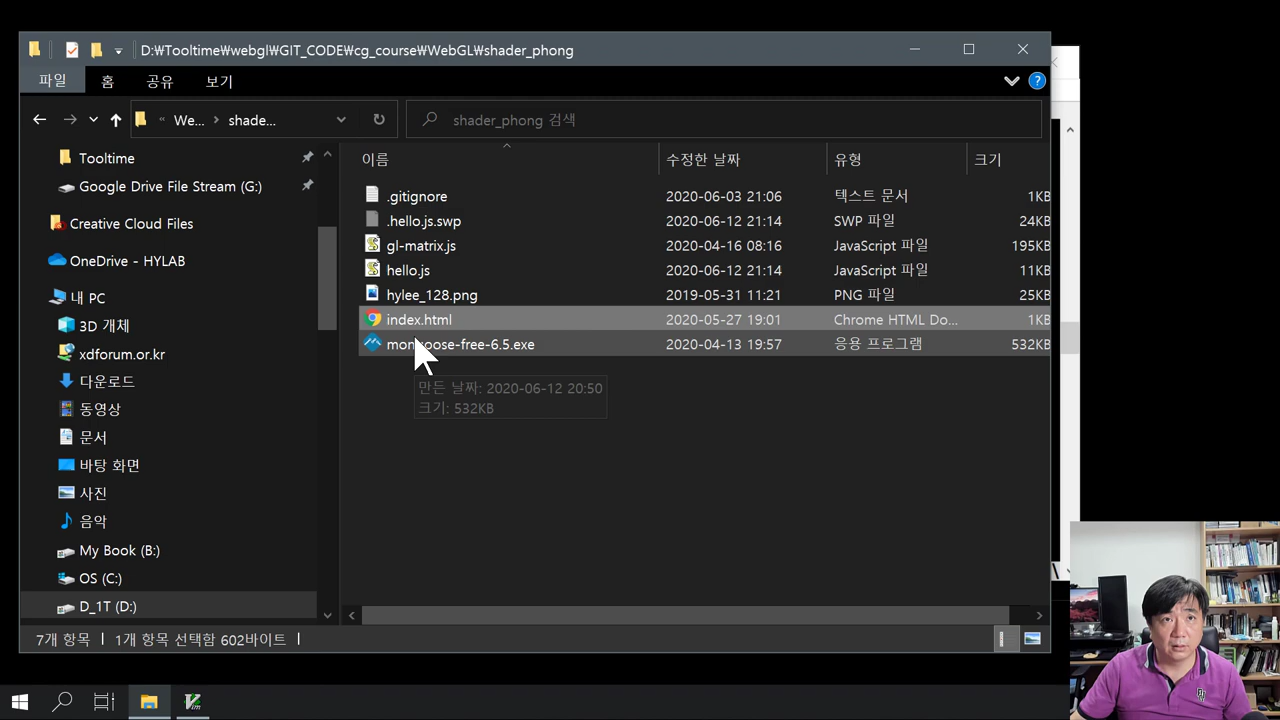 D:₩Tooltime₩webgl₩GIT_CODE₩cg_course₩WebGL₩shader_phong
파일 홈 공유 보기
« We... › shade... shader_phong 검색
이름 수정한 날짜 유형 크기
Tooltime
Google Drive File Stream (G:)
Creative Cloud Files
OneDrive - HYLAB
내 PC
3D 개체
xdforum.or.kr
다운로드
동영상
문서
바탕 화면
사진
음악
My Book (B:)
OS (C:)
D_1T (D:)
.gitignore 2020-06-03 21:06 텍스트 문서 1KB
.hello.js.swp 2020-06-12 21:14 SWP 파일 24KB
gl-matrix.js 2020-04-16 08:16 JavaScript 파일 195KB
hello.js 2020-06-12 21:14 JavaScript 파일 11KB
hylee_128.png 2019-05-31 11:21 PNG 파일 25KB
index.html 2020-05-27 19:01 Chrome HTML Do... 1KB
mongoose-free-6.5.exe 2020-04-13 19:57 응용 프로그램 532KB
만든 날짜: 2020-06-12 20:50
크기: 532KB
7개 항목 1개 항목 선택함 602바이트